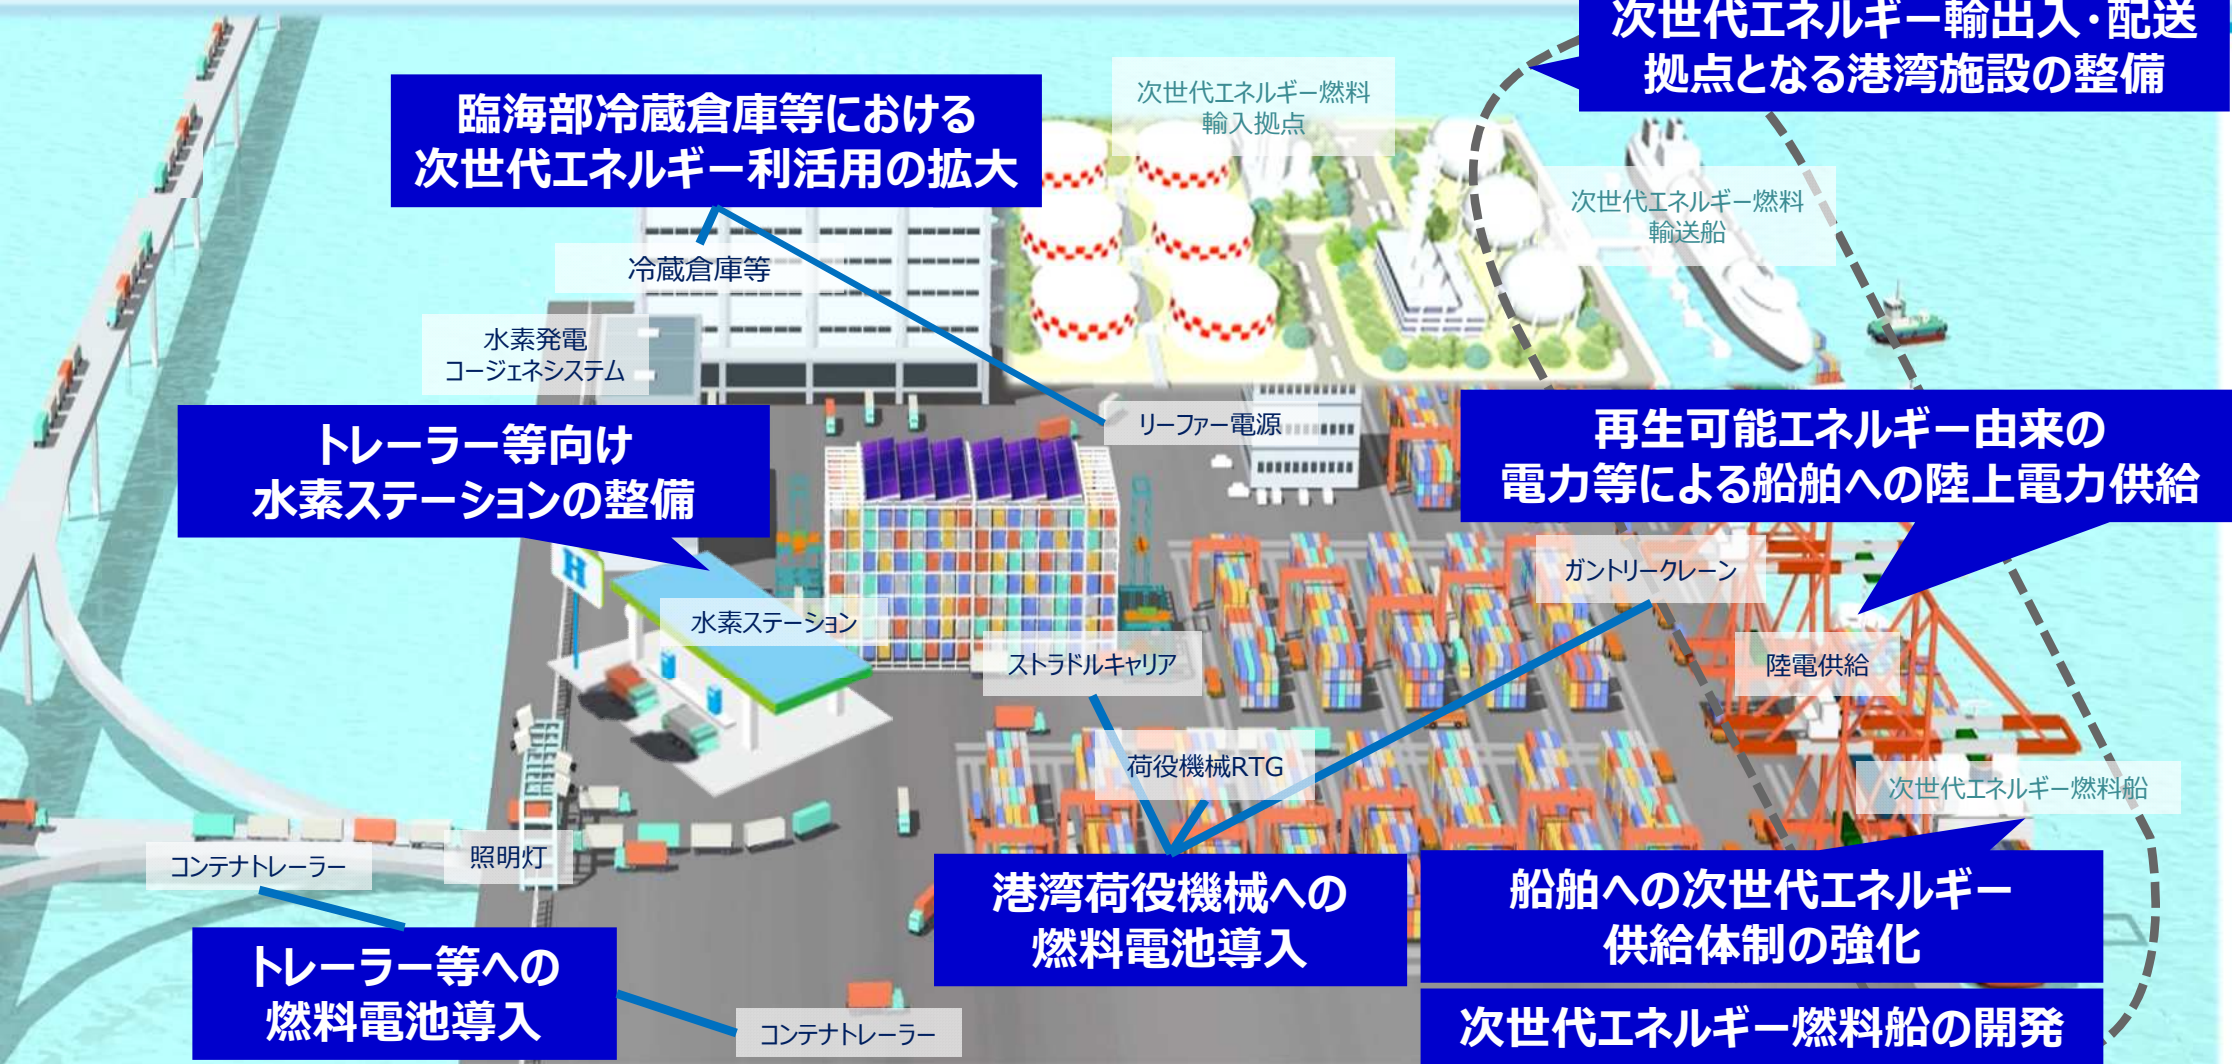 次世代エネルギー輸出入・配送
拠点となる港湾施設の整備
臨海部冷蔵倉庫等における
次世代エネルギー利活用の拡大
次世代エネルギー燃料
輸入拠点
次世代エネルギー燃料
輸送船
冷蔵倉庫等
水素発電
コージェネシステム
リーファー電源
トレーラー等向け
水素ステーションの整備
再生可能エネルギー由来の
電力等による船舶への陸上電力供給
H
ガントリークレーン
水素ステーション
ストラドルキャリア
陸電供給
荷役機械RTG
次世代エネルギー燃料船
コンテナトレーラー
照明灯
港湾荷役機械への
燃料電池導入
船舶への次世代エネルギー
供給体制の強化
トレーラー等への
燃料電池導入
次世代エネルギー燃料船の開発
コンテナトレーラー